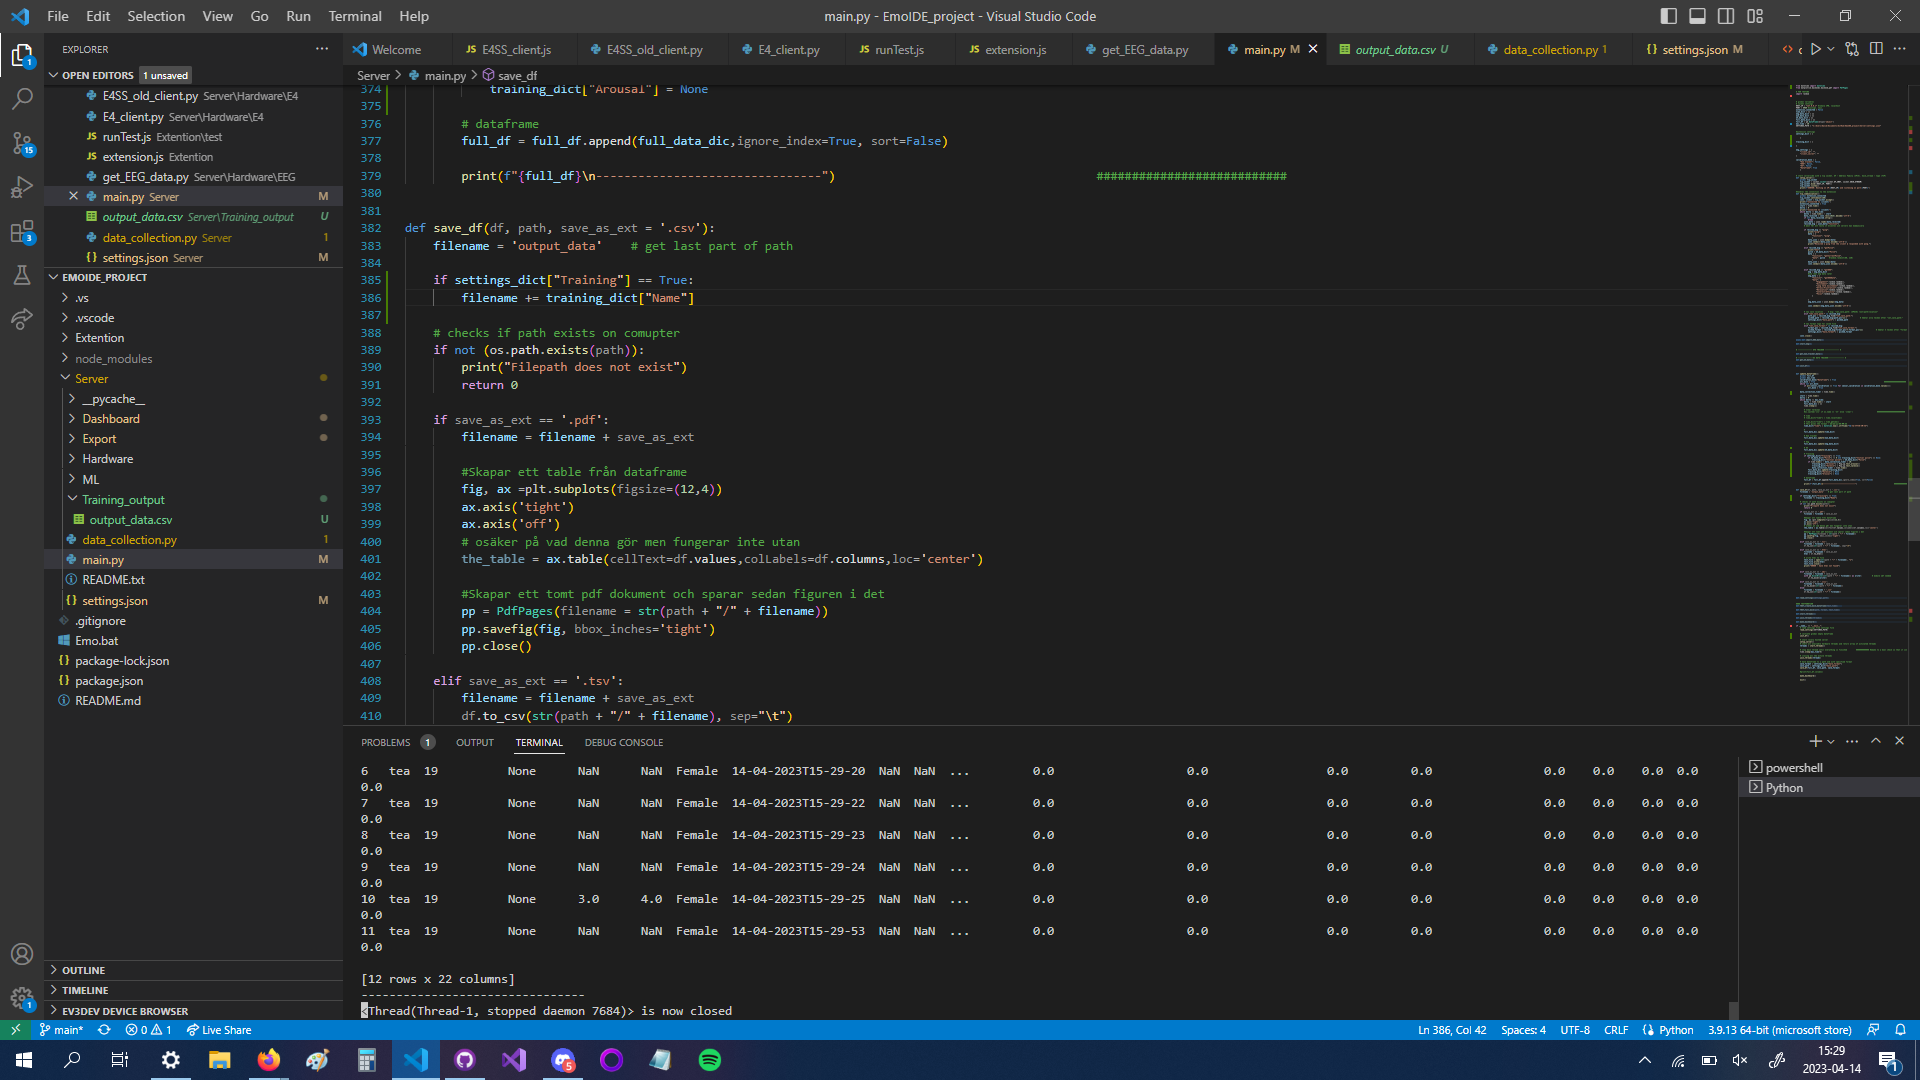 File Edit Selection View Go Run Terminal Help
main.py - EmoIDE_project - Visual Studio Code
EXPLORER
Welcome
E4SS_client.js
E4SS_old_client.py
E4_client.py
runTest.js
extension.js
get_EEG_data.py
main.py M
output_data.csv U
data_collection.py 1
settings.json M
OPEN EDITORS 1 unsaved
E4SS_old_client.py Server\Hardware\E4
E4_client.py Server\Hardware\E4
runTest.js Extention\test
extension.js Extention
get_EEG_data.py Server\Hardware\EEG
main.py Server M
output_data.csv Server\Training_output U
data_collection.py Server 1
settings.json Server M
EMOIDE_PROJECT
.vs
.vscode
Extention
node_modules
Server
__pycache__
Dashboard
Export
Hardware
ML
Training_output
output_data.csv U
data_collection.py 1
main.py M
README.txt
settings.json M
.gitignore
Emo.bat
package-lock.json
package.json
README.md
OUTLINE
TIMELINE
EV3DEV DEVICE BROWSER
Server > main.py > save_df
374 training_dict["Arousal"] = None
375
376 # dataframe
377 full_df = full_df.append(full_data_dic,ignore_index=True, sort=False)
378
379 print(f"{full_df}\n--------------------------------") ###########################
380
381
382 def save_df(df, path, save_as_ext = '.csv'):
383 filename = 'output_data' # get last part of path
384
385 if settings_dict["Training"] == True:
386 filename += training_dict["Name"]
387
388 # checks if path exists on comupter
389 if not (os.path.exists(path)):
390 print("Filepath does not exist")
391 return 0
392
393 if save_as_ext == '.pdf':
394 filename = filename + save_as_ext
395
396 #Skapar ett table från dataframe
397 fig, ax =plt.subplots(figsize=(12,4))
398 ax.axis('tight')
399 ax.axis('off')
400 # osäker på vad denna gör men fungerar inte utan
401 the_table = ax.table(cellText=df.values,colLabels=df.columns,loc='center')
402
403 #Skapar ett tomt pdf dokument och sparar sedan figuren i det
404 pp = PdfPages(filename = str(path + "/" + filename))
405 pp.savefig(fig, bbox_inches='tight')
406 pp.close()
407
408 elif save_as_ext == '.tsv':
409 filename = filename + save_as_ext
410 df.to_csv(str(path + "/" + filename), sep="\t")
PROBLEMS 1 OUTPUT TERMINAL DEBUG CONSOLE
6 tea 19 None NaN NaN Female 14-04-2023T15-29-20 NaN NaN ... 0.0 0.0 0.0 0.0 0.0 0.0 0.0 0.0
0.0
7 tea 19 None NaN NaN Female 14-04-2023T15-29-22 NaN NaN ... 0.0 0.0 0.0 0.0 0.0 0.0 0.0 0.0
0.0
8 tea 19 None NaN NaN Female 14-04-2023T15-29-23 NaN NaN ... 0.0 0.0 0.0 0.0 0.0 0.0 0.0 0.0
0.0
9 tea 19 None NaN NaN Female 14-04-2023T15-29-24 NaN NaN ... 0.0 0.0 0.0 0.0 0.0 0.0 0.0 0.0
0.0
10 tea 19 None 3.0 4.0 Female 14-04-2023T15-29-25 NaN NaN ... 0.0 0.0 0.0 0.0 0.0 0.0 0.0 0.0
0.0
11 tea 19 None NaN NaN Female 14-04-2023T15-29-53 NaN NaN ... 0.0 0.0 0.0 0.0 0.0 0.0 0.0 0.0
0.0
[12 rows x 22 columns]
--------------------------------
<Thread(Thread-1, stopped daemon 7684)> is now closed
powershell
Python
main* 0 1 Live Share
Ln 386, Col 42 Spaces: 4 UTF-8 CRLF Python 3.9.13 64-bit (microsoft store)
15:29
2023-04-14